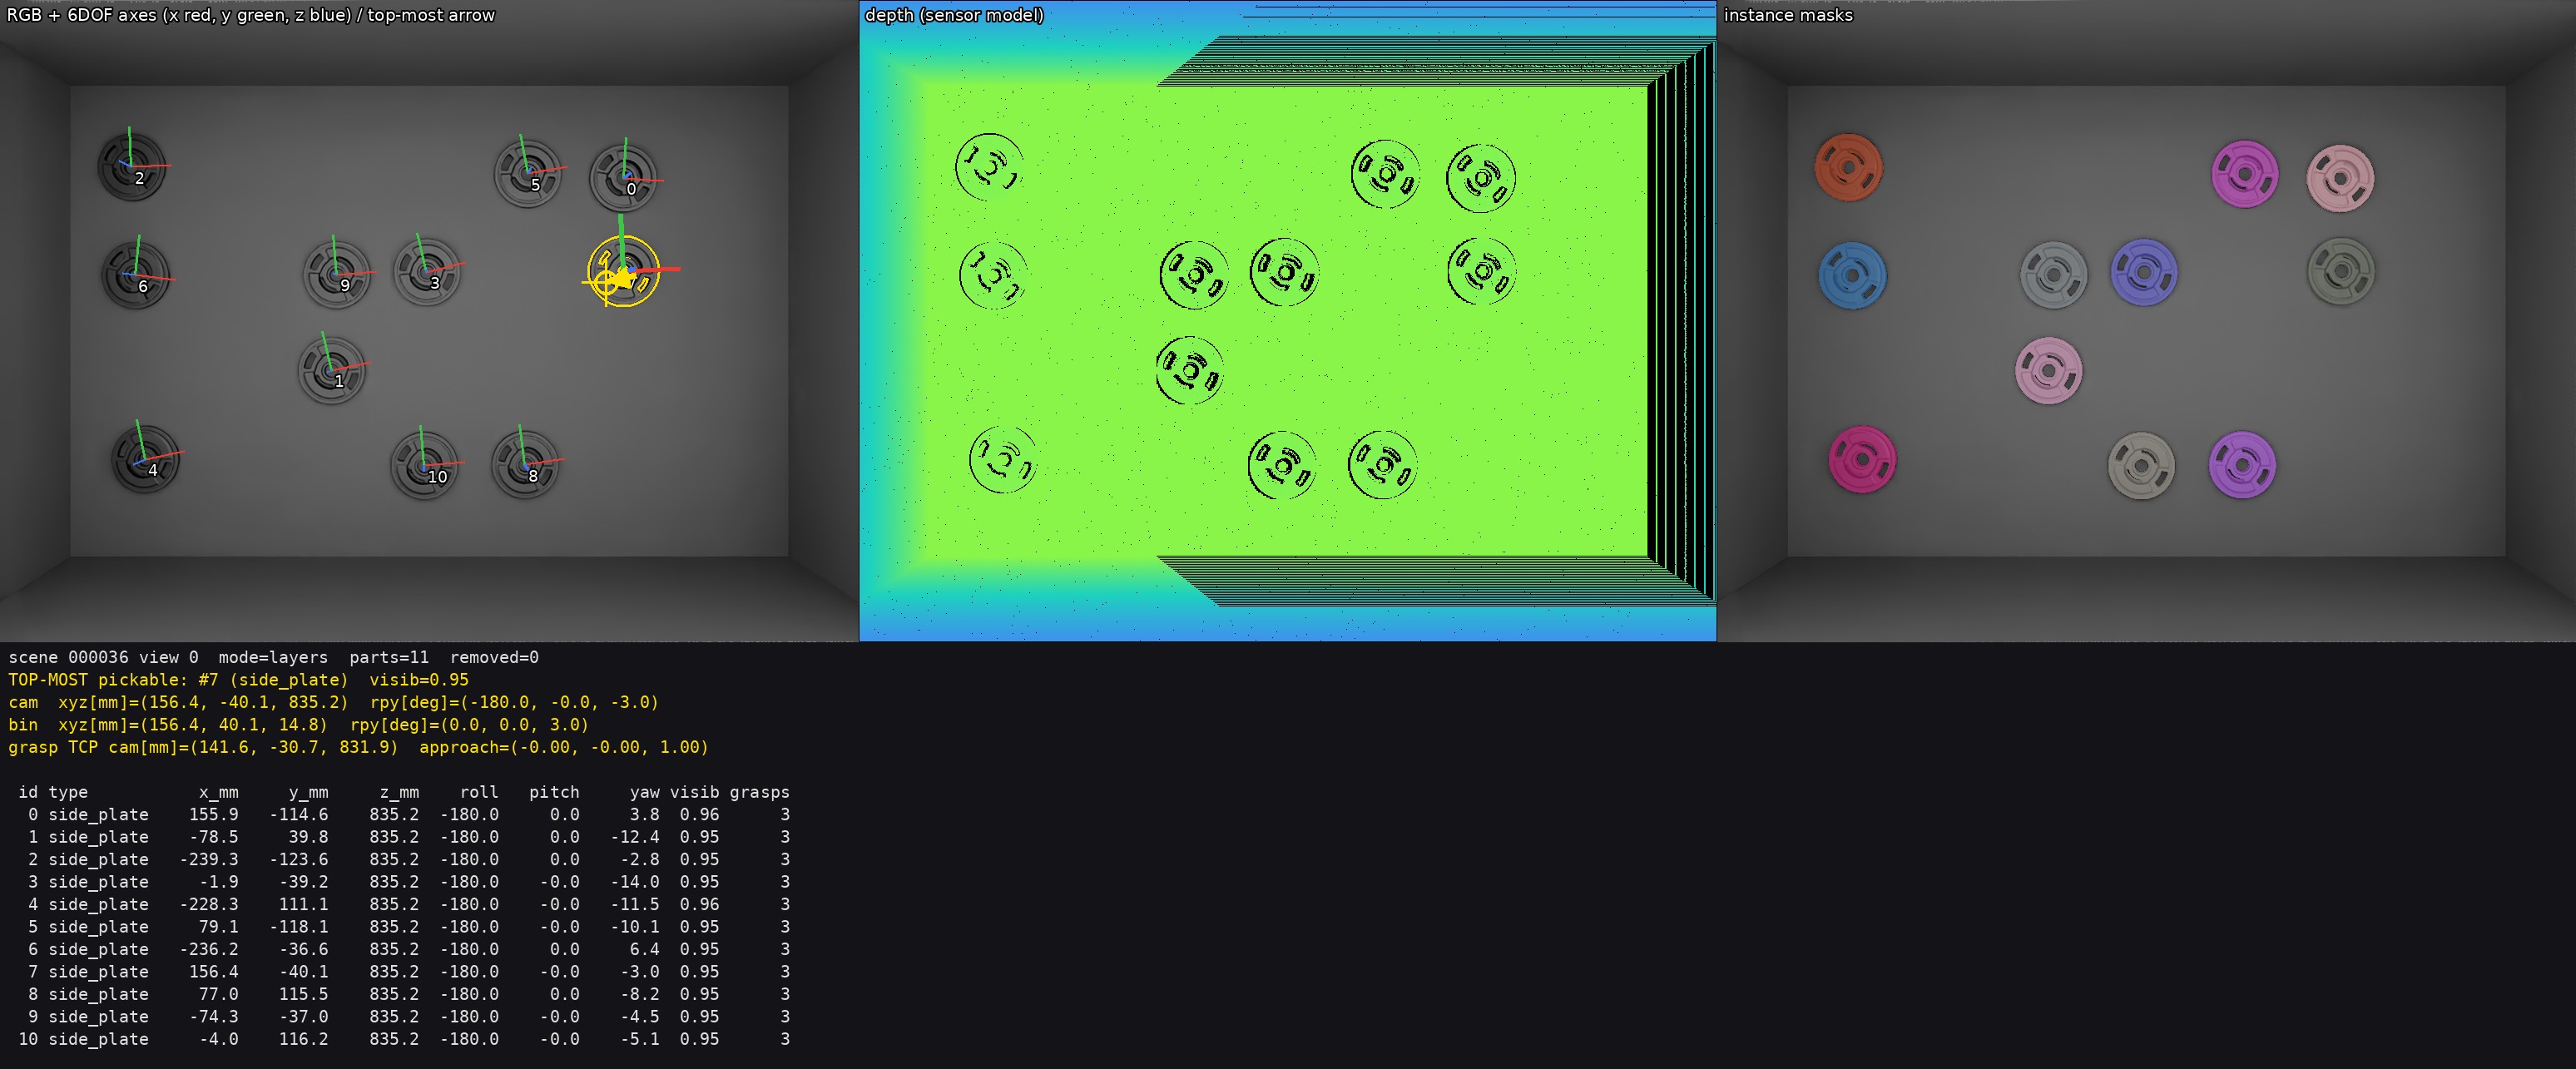 RGB + 6DOF axes (x red, y green, z blue) / top-most arrow
depth (sensor model)
instance masks
2
5
0
6
9
3
1
4
10
8
scene 000036 view 0  mode=layers  parts=11  removed=0
TOP-MOST pickable: #7 (side_plate)  visib=0.95
cam  xyz[mm]=(156.4, -40.1, 835.2)  rpy[deg]=(-180.0, -0.0, -3.0)
bin  xyz[mm]=(156.4, 40.1, 14.8)  rpy[deg]=(0.0, 0.0, 3.0)
grasp TCP cam[mm]=(141.6, -30.7, 831.9)  approach=(-0.00, -0.00, 1.00)
id type x_mm y_mm z_mm roll pitch yaw visib grasps
0 side_plate 155.9 -114.6 835.2 -180.0 0.0 3.8 0.96 3
1 side_plate -78.5 39.8 835.2 -180.0 0.0 -12.4 0.95 3
2 side_plate -239.3 -123.6 835.2 -180.0 0.0 -2.8 0.95 3
3 side_plate -1.9 -39.2 835.2 -180.0 -0.0 -14.0 0.95 3
4 side_plate -228.3 111.1 835.2 -180.0 -0.0 -11.5 0.96 3
5 side_plate 79.1 -118.1 835.2 -180.0 -0.0 -10.1 0.95 3
6 side_plate -236.2 -36.6 835.2 -180.0 0.0 6.4 0.95 3
7 side_plate 156.4 -40.1 835.2 -180.0 -0.0 -3.0 0.95 3
8 side_plate 77.0 115.5 835.2 -180.0 0.0 -8.2 0.95 3
9 side_plate -74.3 -37.0 835.2 -180.0 -0.0 -4.5 0.95 3
10 side_plate -4.0 116.2 835.2 -180.0 -0.0 -5.1 0.95 3